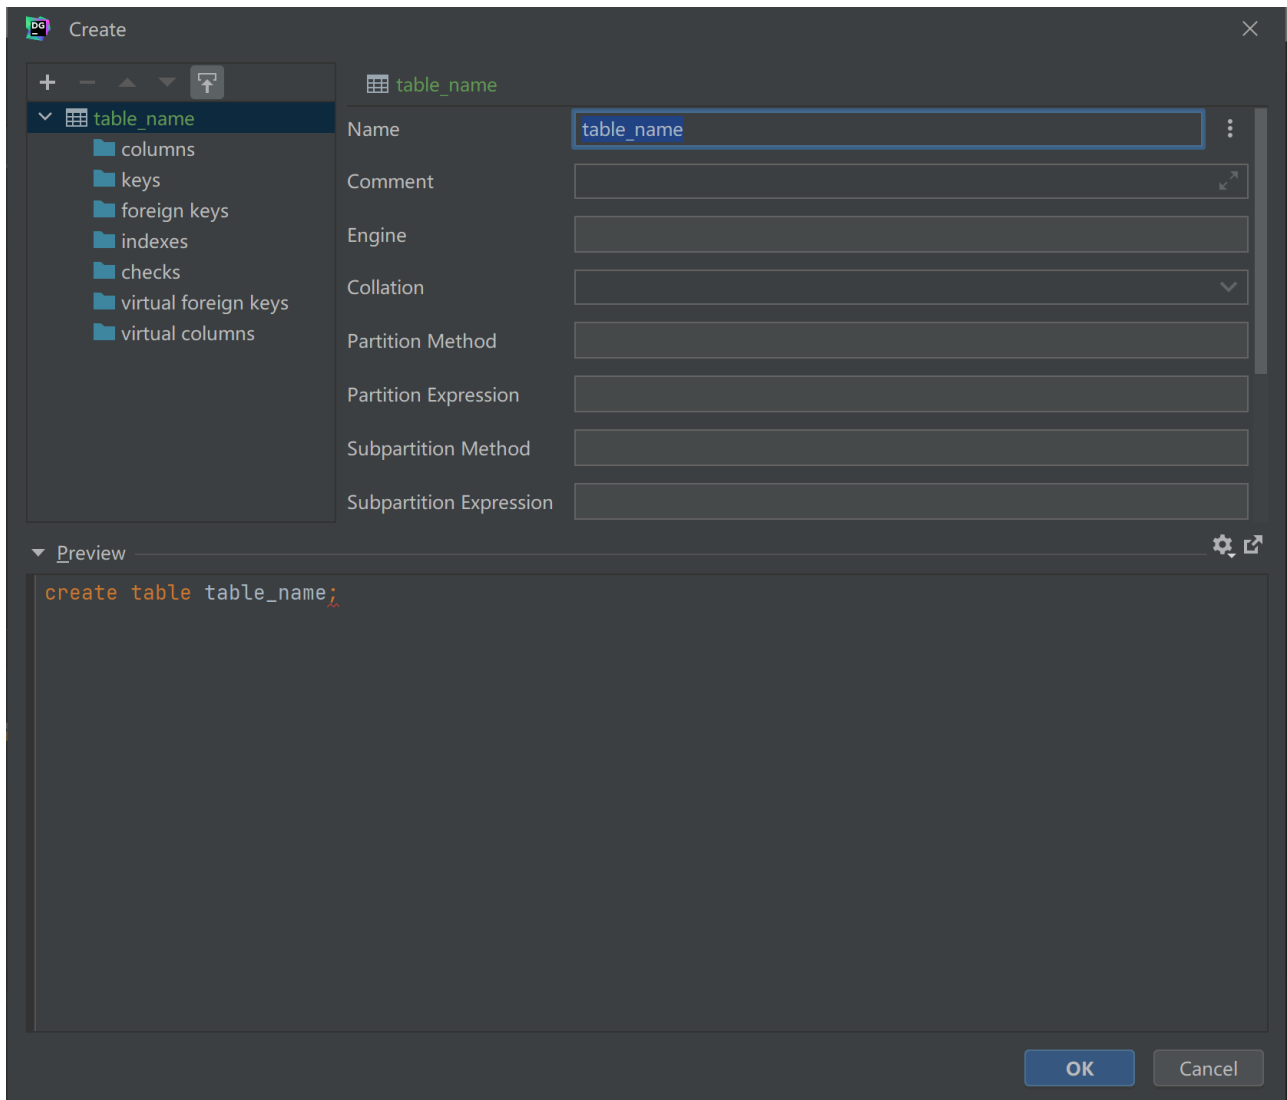 DG
Create
table_name
columns
keys
foreign keys
indexes
checks
virtual foreign keys
virtual columns
table_name
Name
table_name
Comment
Engine
Collation
Partition Method
Partition Expression
Subpartition Method
Subpartition Expression
Preview
create table table_name;
OK
Cancel